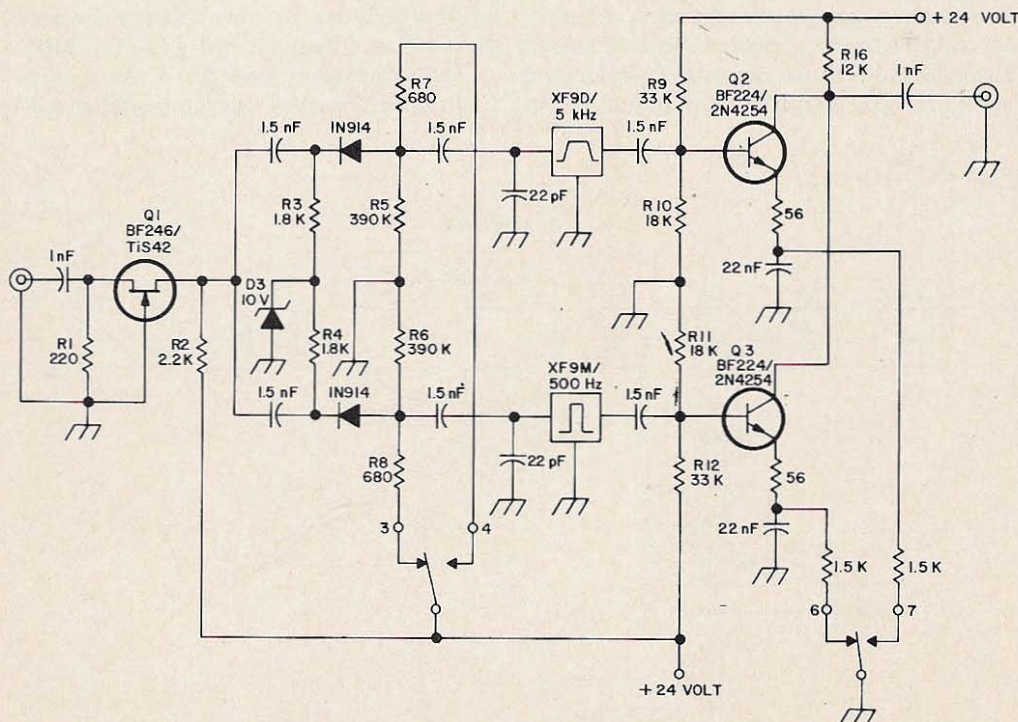 + 24 VOLT
R16
12 K
1 nF
R7
680
R9
33 K
Q2
BF224/
2N4254
XF9D/
5 kHz
1.5 nF
1N914
1.5 nF
1.5 nF
R3
1.8 K
R5
390 K
22 pF
R10
18 K
56
Q1
BF246/
TiS42
1 nF
22 nF
D3
10 V
R1
220
R2
2.2 K
R4
1.8K
R6
390 K
R11
18 K
Q3
BF224/
2N4254
XF9M/
500 Hz
1.5 nF
1N914
1.5 nF
1.5 nF
R8
680
22 pF
R12
33 K
56
22 nF
3
4
1.5 K
1.5 K
6
7
+ 24 VOLT